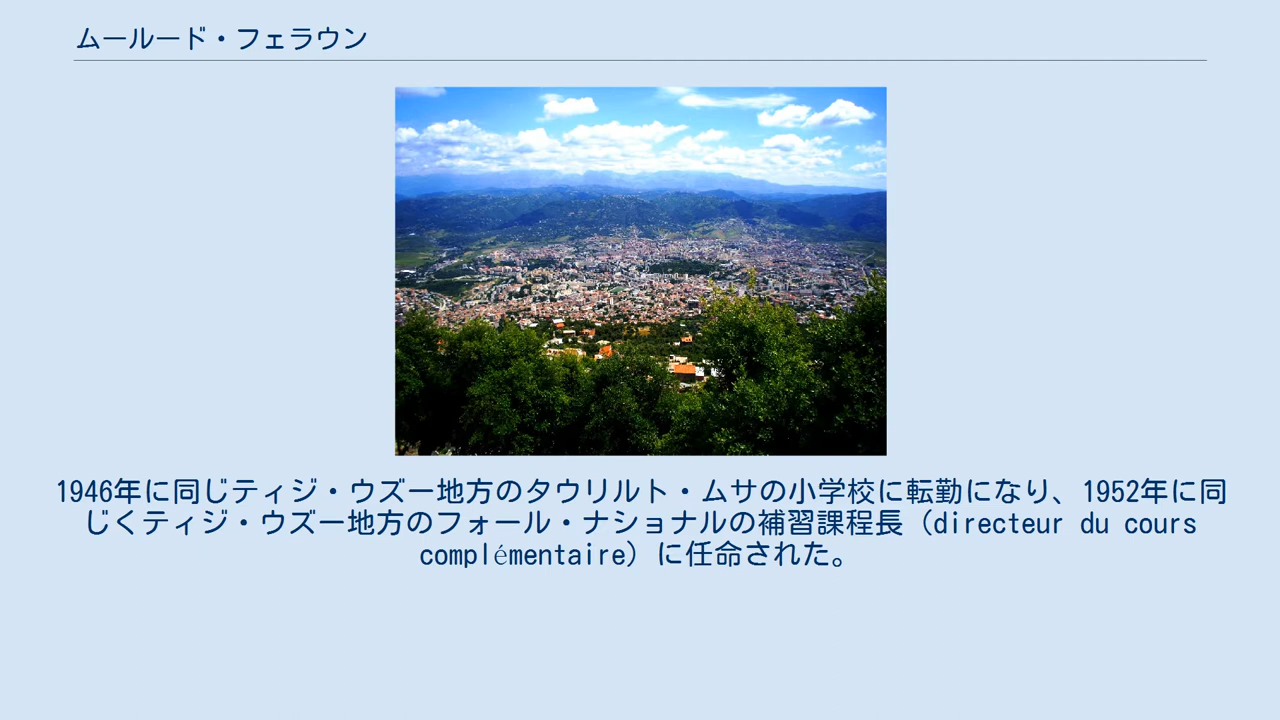 ムールード・フェラウン
1946年に同じティジ・ウズー地方のタウリルト・ムサの小学校に転勤になり、1952年に同
じくティジ・ウズー地方のフォール・ナショナルの補習課程長（directeur du cours
complémentaire）に任命された。